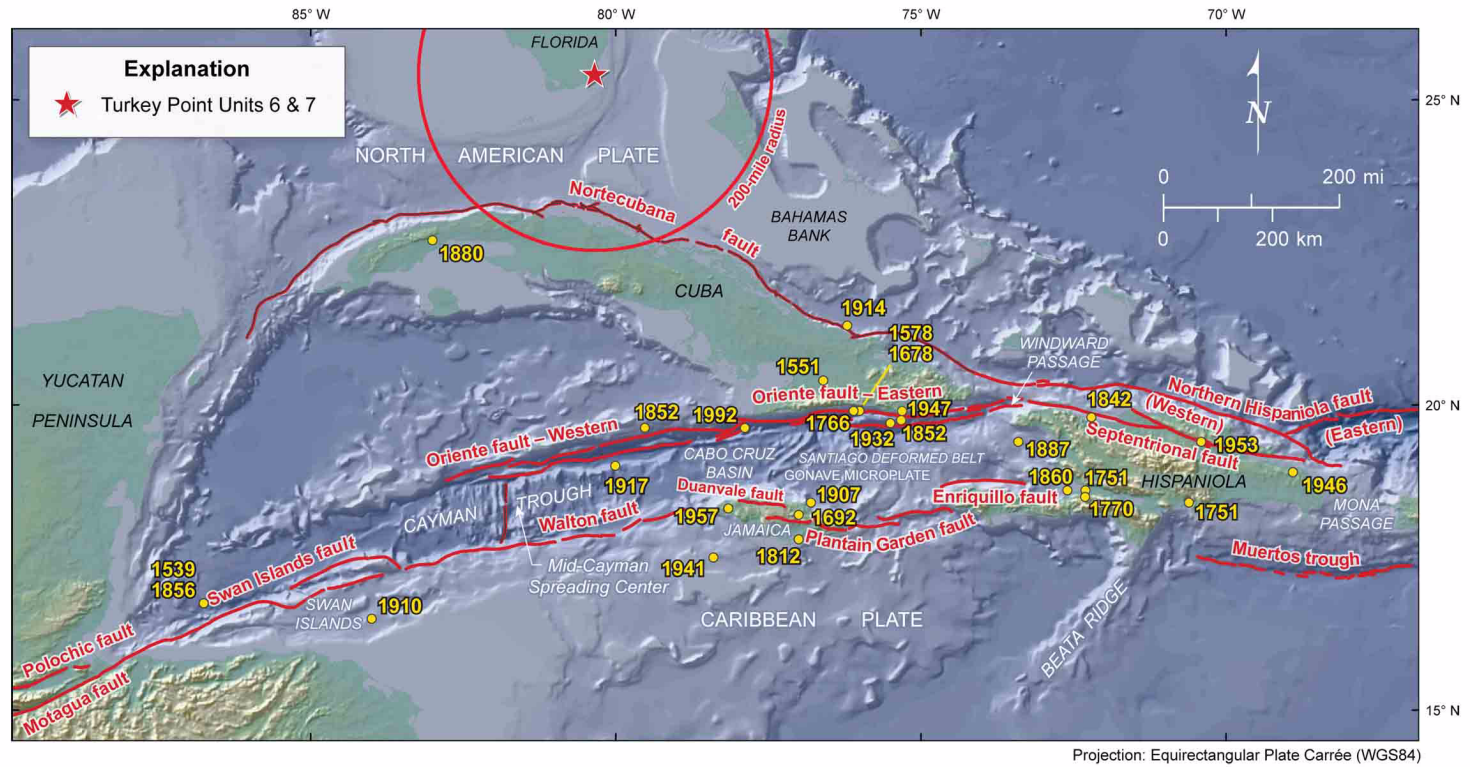 85° W
80° W
75° W
70° W
Explanation
Turkey Point Units 6 & 7
FLORIDA
25° N
N
NORTH AMERICAN PLATE
200-mile radius
0 200 mi
0 200 km
Nortecubana
fault
BAHAMAS
BANK
1880
CUBA
1914
1578
1678
WINDWARD
PASSAGE
YUCATAN
PENINSULA
1551
Oriente fault – Eastern
Northern Hispaniola fault
(Western)
(Eastern)
20° N
1852
1992
1766
1947
1932
1852
1842
Septentrional fault
1953
Oriente fault – Western
CABO CRUZ
BASIN
SANTIAGO DEFORMED BELT
GONAVE MICROPLATE
1887
1860
1751
HISPANIOLA
1946
1917
Duanvale fault
1907
Enriquillo fault
1770
1751
MONA
PASSAGE
CAYMAN TROUGH
Walton fault
1957
1692
JAMAICA
Plantain Garden fault
1812
1941
Muertos trough
1539
1856
Swan Islands fault
Mid-Cayman
Spreading Center
SWAN
ISLANDS
1910
CARIBBEAN PLATE
BEATA RIDGE
Polochic fault
Motagua fault
15° N
Projection: Equirectangular Plate Carrée (WGS84)